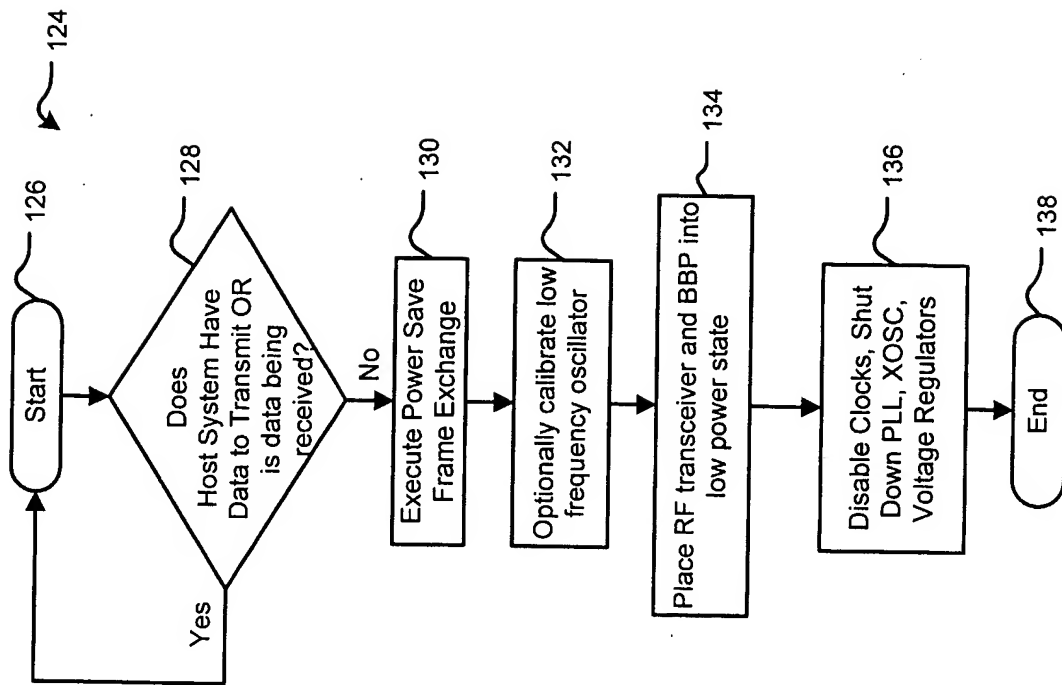 124
Start
126
Does
Host System Have
Data to Transmit OR
is data being
received?
128
Yes
No
Execute Power Save
Frame Exchange
130
Optionally calibrate low
frequency oscillator
132
Place RF transceiver and BBP into
low power state
134
Disable Clocks, Shut
Down PLL, XOSC,
Voltage Regulators
136
End
138